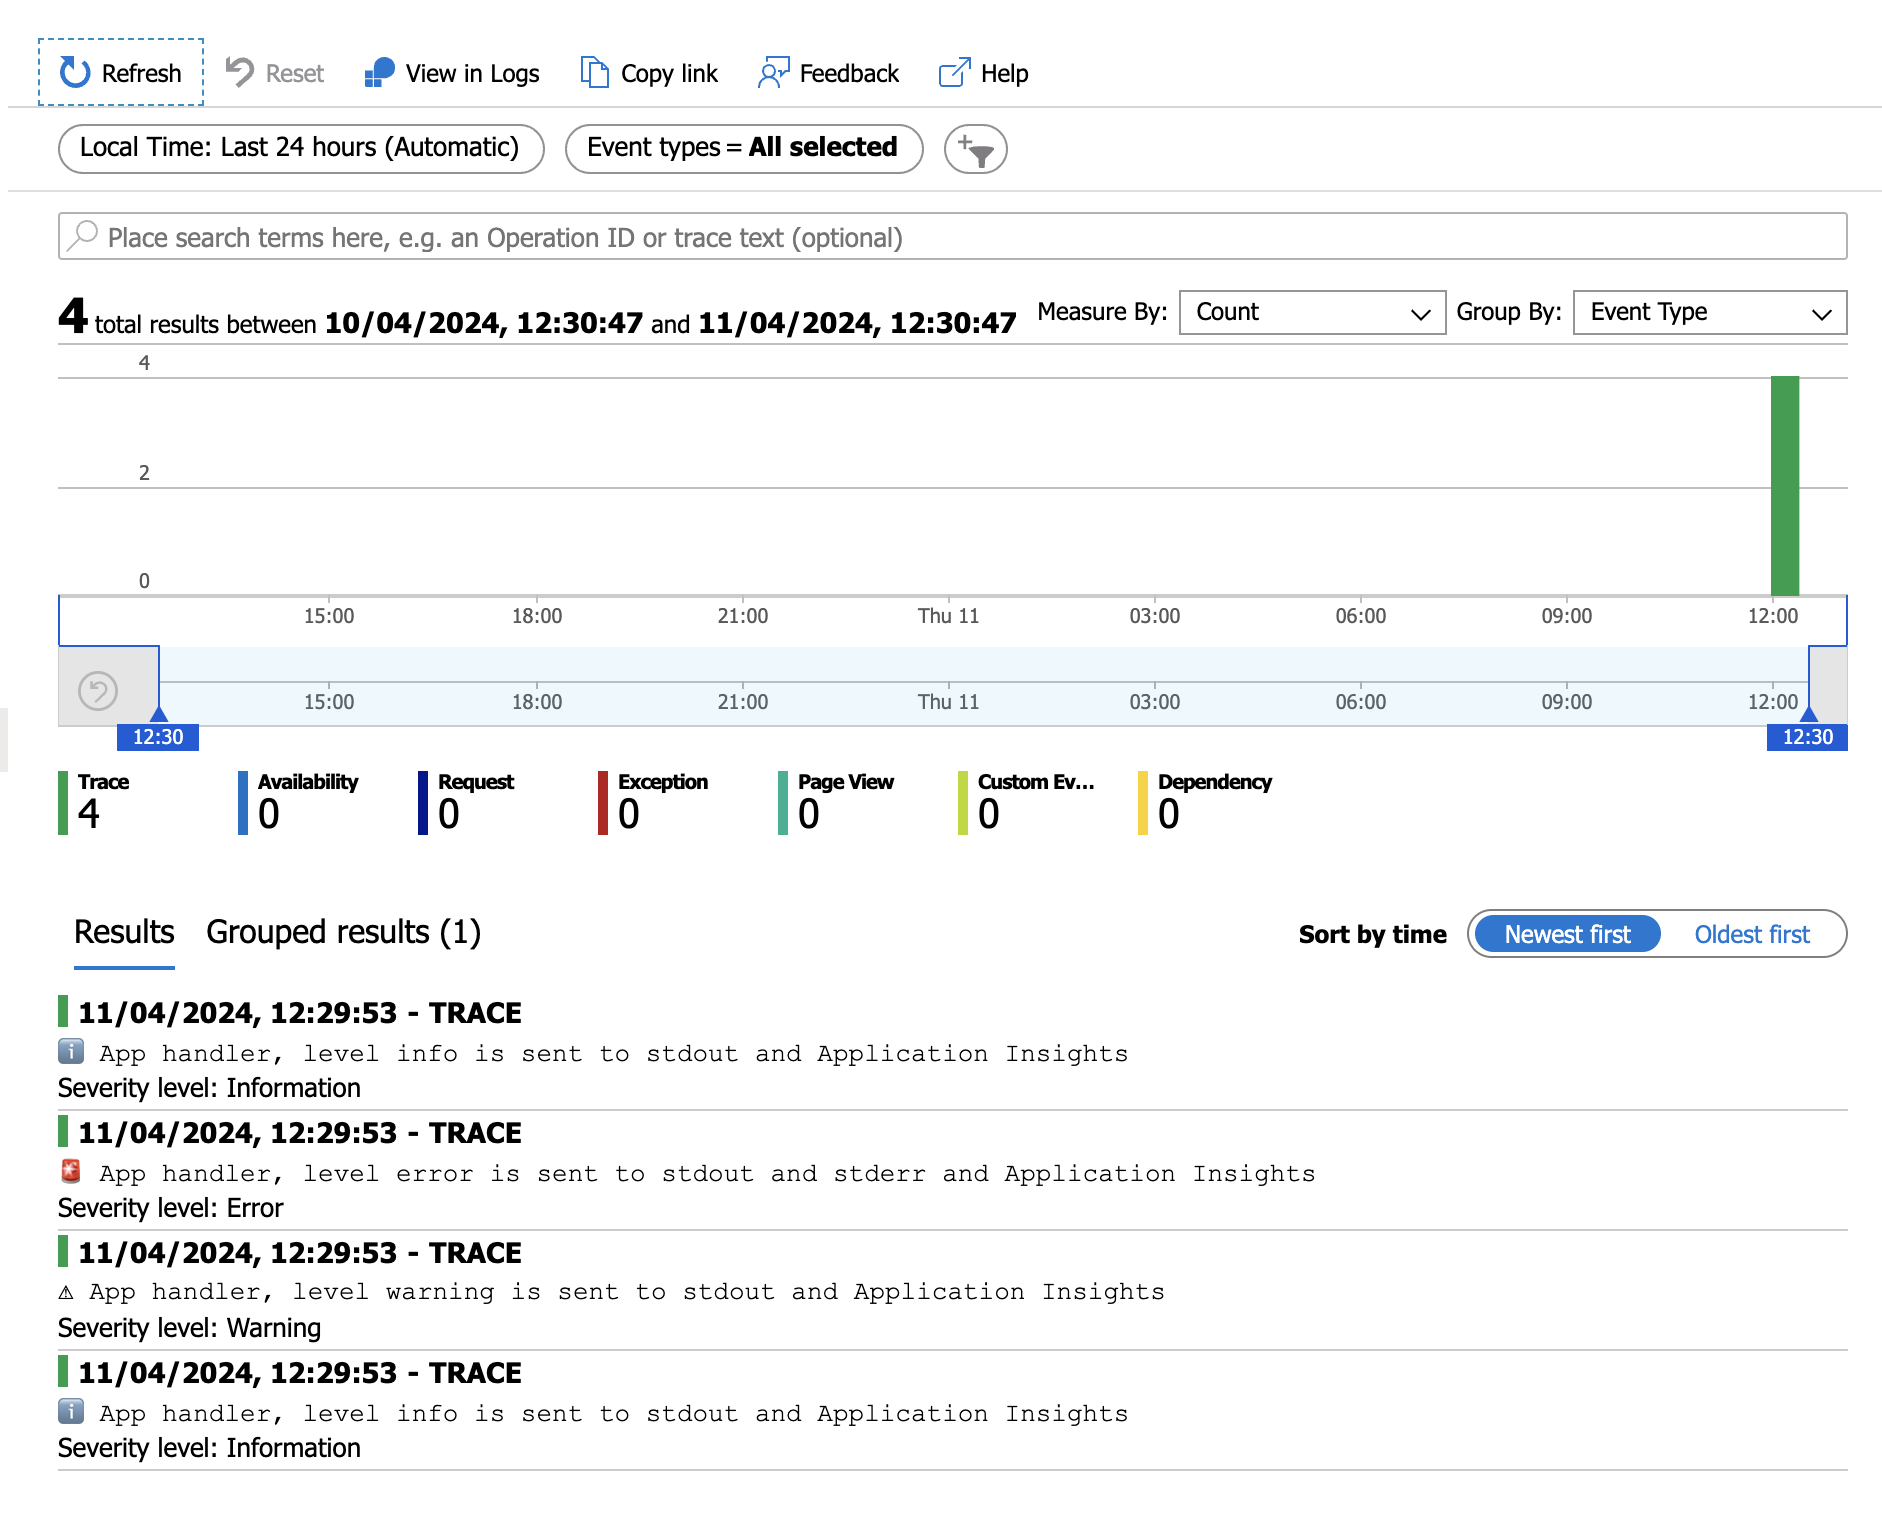 Refresh Reset View in Logs Copy link Feedback Help
Local Time: Last 24 hours (Automatic) Event types = All selected
Place search terms here, e.g. an Operation ID or trace text (optional)
4 total results between 10/04/2024, 12:30:47 and 11/04/2024, 12:30:47 Measure By: Count Group By: Event Type
4
2
0
15:00 18:00 21:00 Thu 11 03:00 06:00 09:00 12:00
15:00 18:00 21:00 Thu 11 03:00 06:00 09:00 12:00
12:30 12:30
Trace Availability Request Exception Page View Custom Ev... Dependency
4 0 0 0 0 0 0
Results Grouped results (1) Sort by time Newest first Oldest first
11/04/2024, 12:29:53 - TRACE
ℹ️ App handler, level info is sent to stdout and Application Insights
Severity level: Information
11/04/2024, 12:29:53 - TRACE
🚨 App handler, level error is sent to stdout and stderr and Application Insights
Severity level: Error
11/04/2024, 12:29:53 - TRACE
⚠ App handler, level warning is sent to stdout and Application Insights
Severity level: Warning
11/04/2024, 12:29:53 - TRACE
ℹ️ App handler, level info is sent to stdout and Application Insights
Severity level: Information